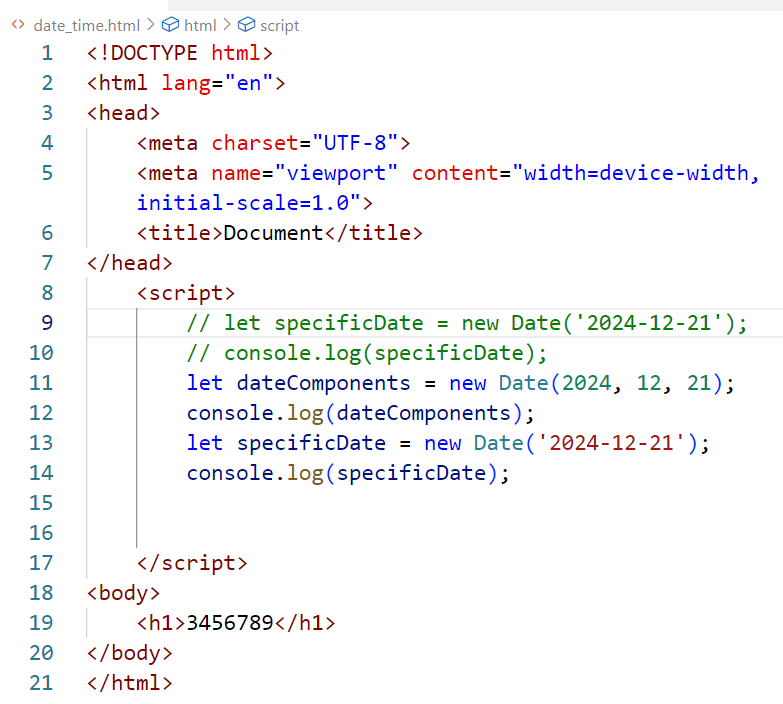 date_time.html > html > script
1 <!DOCTYPE html>
2 <html lang="en">
3 <head>
4     <meta charset="UTF-8">
5     <meta name="viewport" content="width=device-width,
    initial-scale=1.0">
6     <title>Document</title>
7 </head>
8     <script>
9         // let specificDate = new Date('2024-12-21');
10         // console.log(specificDate);
11         let dateComponents = new Date(2024, 12, 21);
12         console.log(dateComponents);
13         let specificDate = new Date('2024-12-21');
14         console.log(specificDate);
15
16
17     </script>
18 <body>
19     <h1>3456789</h1>
20 </body>
21 </html>